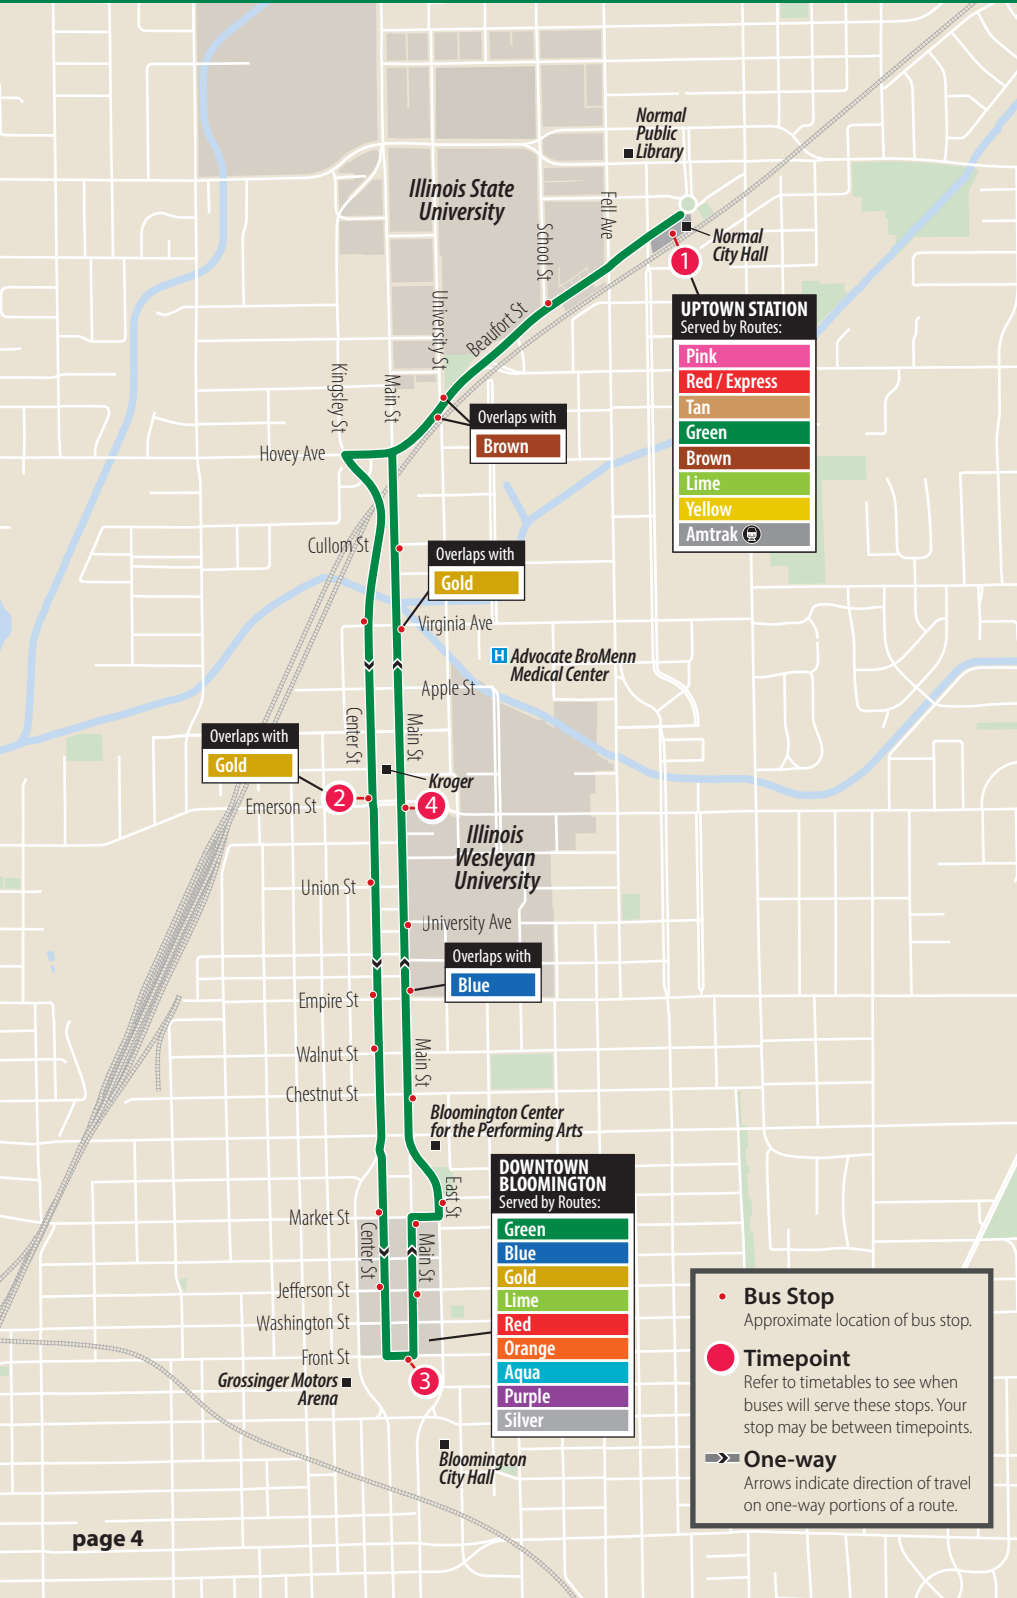 Normal
Public
Library
Illinois State
University
Fell Ave
School St
Normal
City Hall
1
UPTOWN STATION
Served by Routes:
Pink
Red / Express
Tan
Green
Brown
Lime
Yellow
Amtrak
University St
Beaufort St
Kingsley St
Main St
Overlaps with
Brown
Hovey Ave
Cullom St
Overlaps with
Gold
Virginia Ave
H Advocate BroMenn
Medical Center
Apple St
Center St
Main St
Overlaps with
Gold
Kroger
2
4
Emerson St
Illinois
Wesleyan
University
Union St
University Ave
Overlaps with
Blue
Empire St
Walnut St
Main St
Chestnut St
Bloomington Center
for the Performing Arts
DOWNTOWN
BLOOMINGTON
Served by Routes:
Green
Blue
Gold
Lime
Red
Orange
Aqua
Purple
Silver
East St
Market St
Center St
Main St
Jefferson St
Washington St
Front St
Grossinger Motors
Arena
3
Bloomington
City Hall
Bus Stop
Approximate location of bus stop.
Timepoint
Refer to timetables to see when
buses will serve these stops. Your
stop may be between timepoints.
One-way
Arrows indicate direction of travel
on one-way portions of a route.
page 4